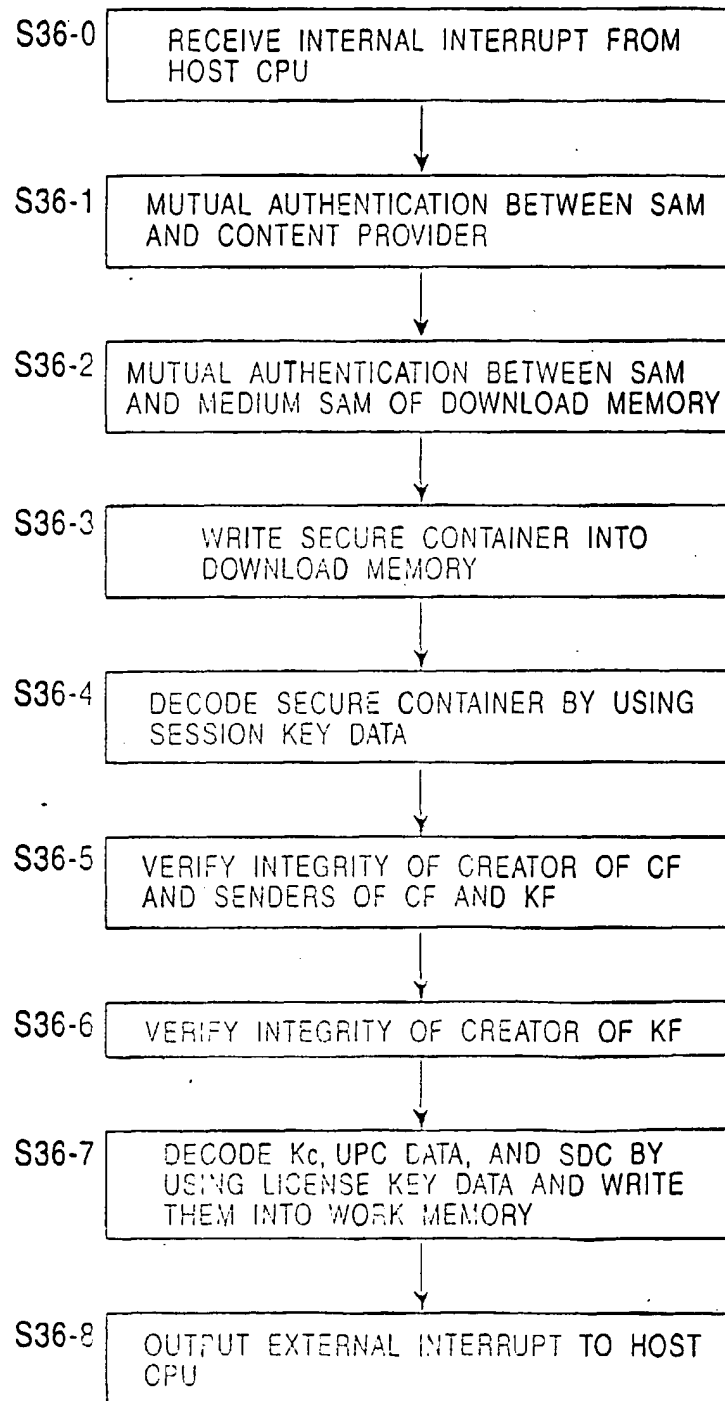 S36-0
RECEIVE INTERNAL INTERRUPT FROM
HOST CPU
S36-1
MUTUAL AUTHENTICATION BETWEEN SAM
AND CONTENT PROVIDER
S36-2
MUTUAL AUTHENTICATION BETWEEN SAM
AND MEDIUM SAM OF DOWNLOAD MEMORY
S36-3
WRITE SECURE CONTAINER INTO
DOWNLOAD MEMORY
S36-4
DECODE SECURE CONTAINER BY USING
SESSION KEY DATA
S36-5
VERIFY INTEGRITY OF CREATOR OF CF
AND SENDERS OF CF AND KF
S36-6
VERIFY INTEGRITY OF CREATOR OF KF
S36-7
DECODE Kc, UPC DATA, AND SDC BY
USING LICENSE KEY DATA AND WRITE
THEM INTO WORK MEMORY
S36-8
OUTPUT EXTERNAL INTERRUPT TO HOST
CPU